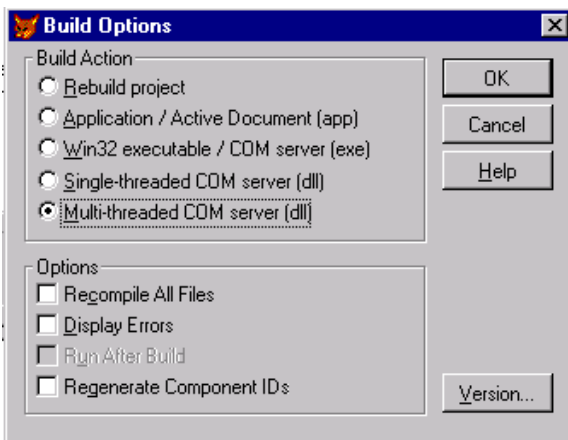 Build Options
Build Action
Rebuild project
Application / Active Document (app)
Win32 executable / COM server (exe)
Single-threaded COM server (dll)
Multi-threaded COM server (dll)
OK
Cancel
Help
Options
Recompile All Files
Display Errors
Run After Build
Regenerate Component IDs
Version...